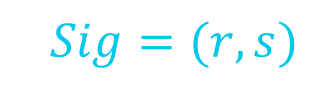 Sig = (r, s)